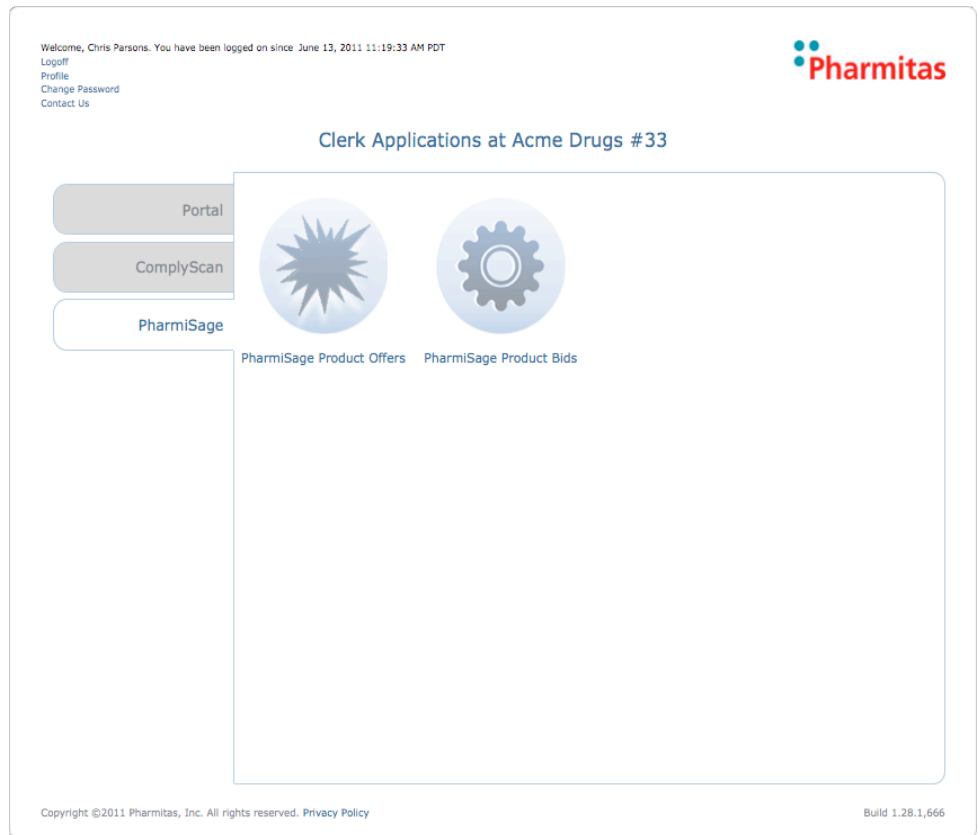 Welcome, Chris Parsons. You have been logged on since June 13, 2011 11:19:33 AM PDT
Logoff
Profile
Change Password
Contact Us
Pharmitas
Clerk Applications at Acme Drugs #33
Portal
ComplyScan
PharmiSage
PharmiSage Product Offers PharmiSage Product Bids
Copyright ©2011 Pharmitas, Inc. All rights reserved. Privacy Policy
Build 1.28.1,666